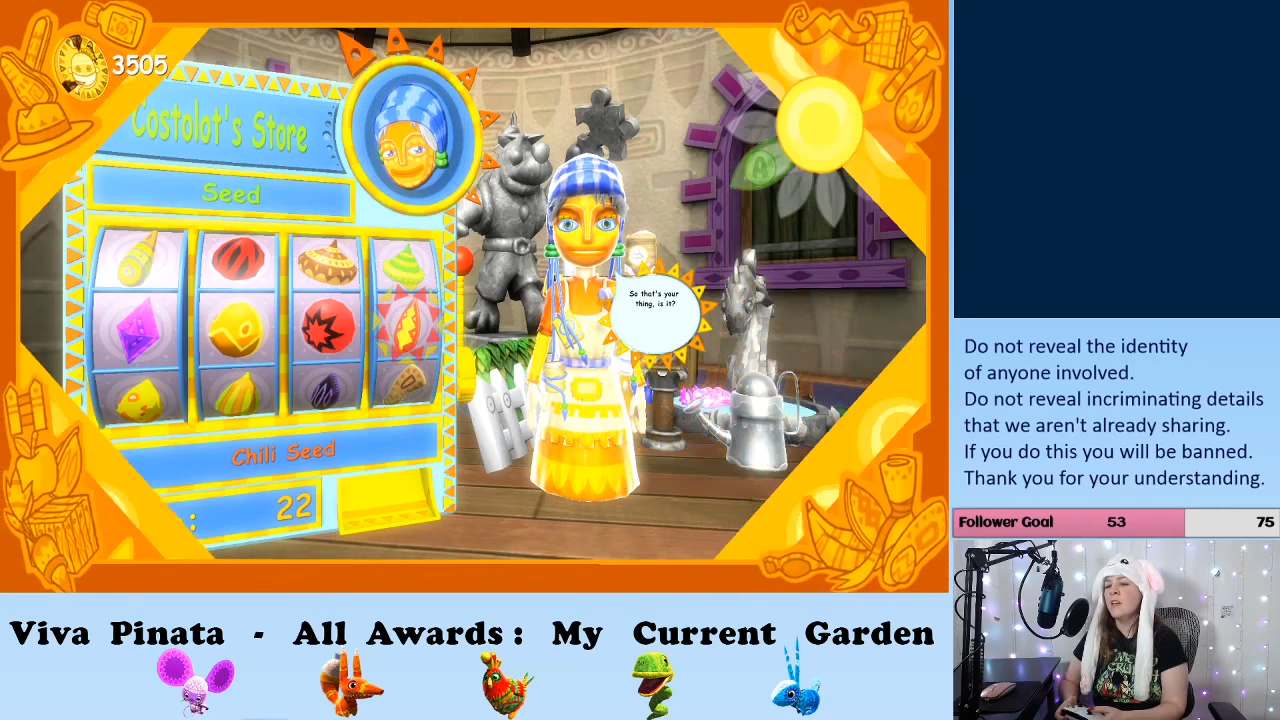 3505
Costolot's Store
Seed
A
So that's your
thing, is it?
Chili Seed
: 22
Do not reveal the identity
of anyone involved.
Do not reveal incriminating details
that we aren't already sharing.
If you do this you will be banned.
Thank you for your understanding.
Follower Goal 53 75
Viva Pinata - All Awards: My Current Garden